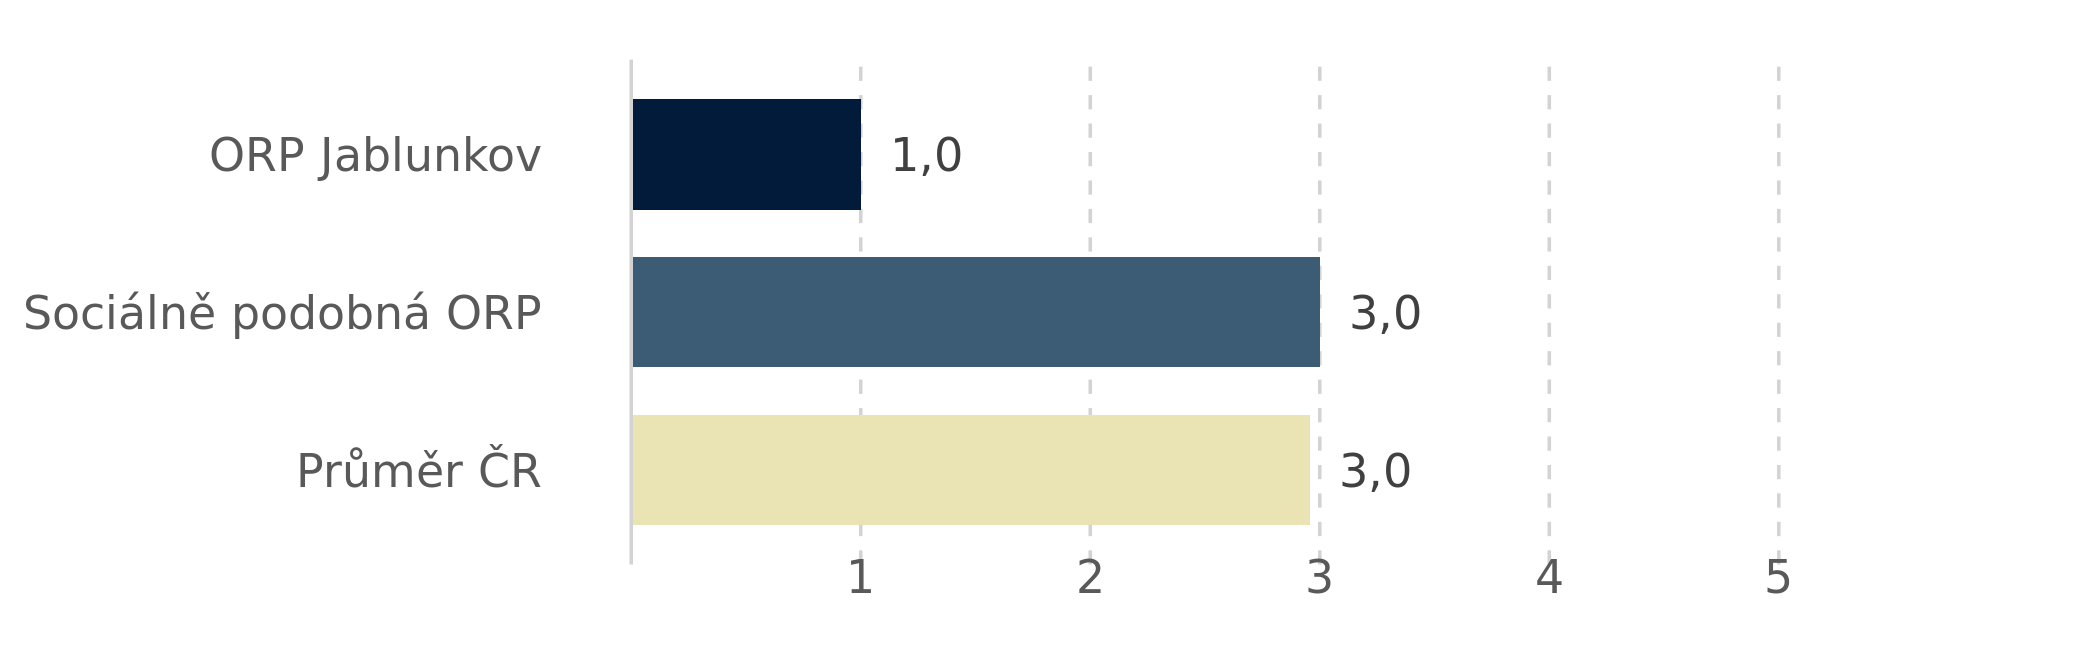 ORP Jablunkov 1,0
Sociálně podobná ORP 3,0
Průměr ČR 3,0
1 2 3 4 5